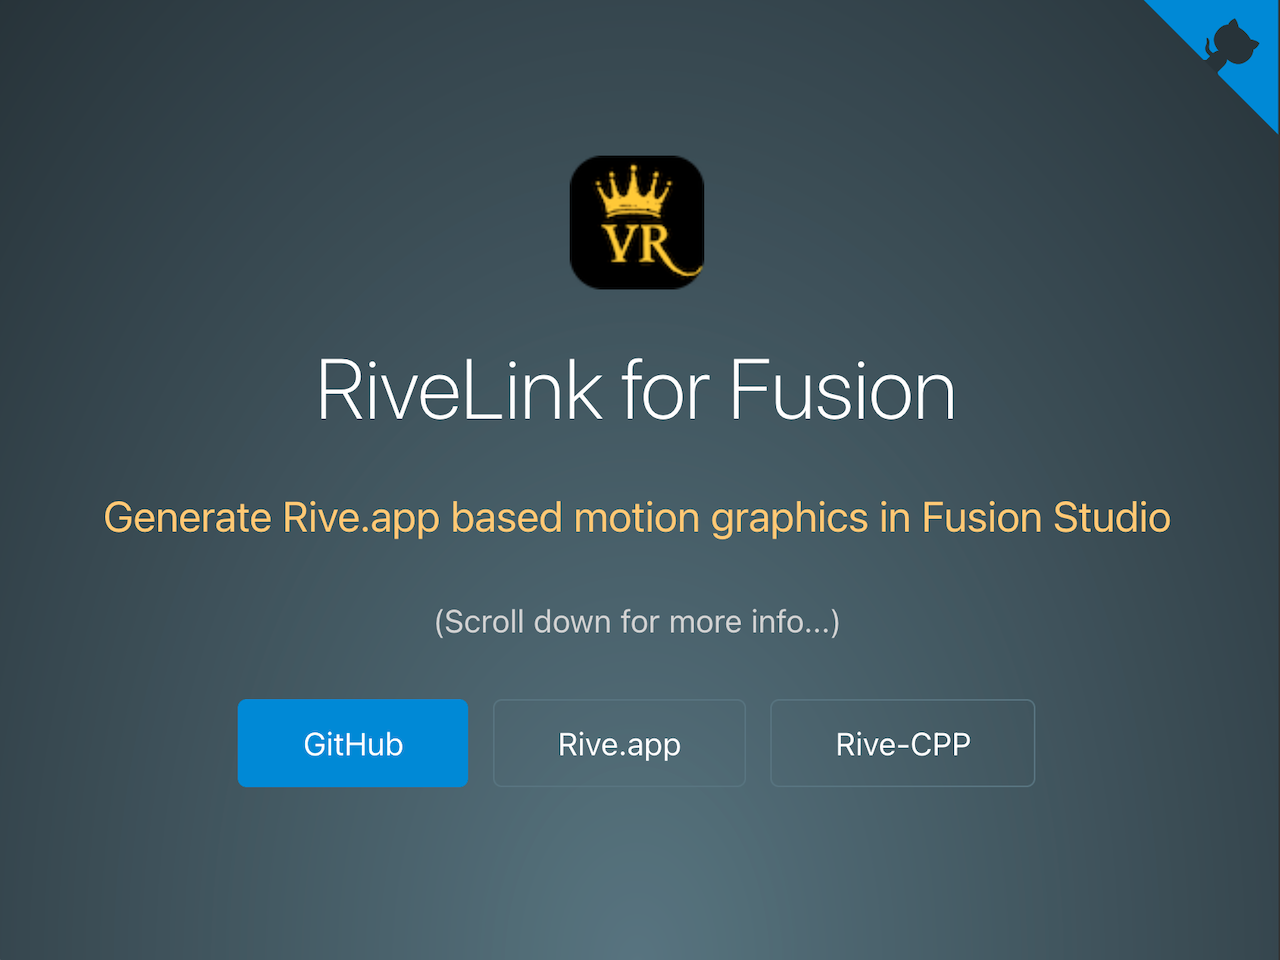 VR
RiveLink for Fusion
Generate Rive.app based motion graphics in Fusion Studio
(Scroll down for more info...)
GitHub
Rive.app
Rive-CPP